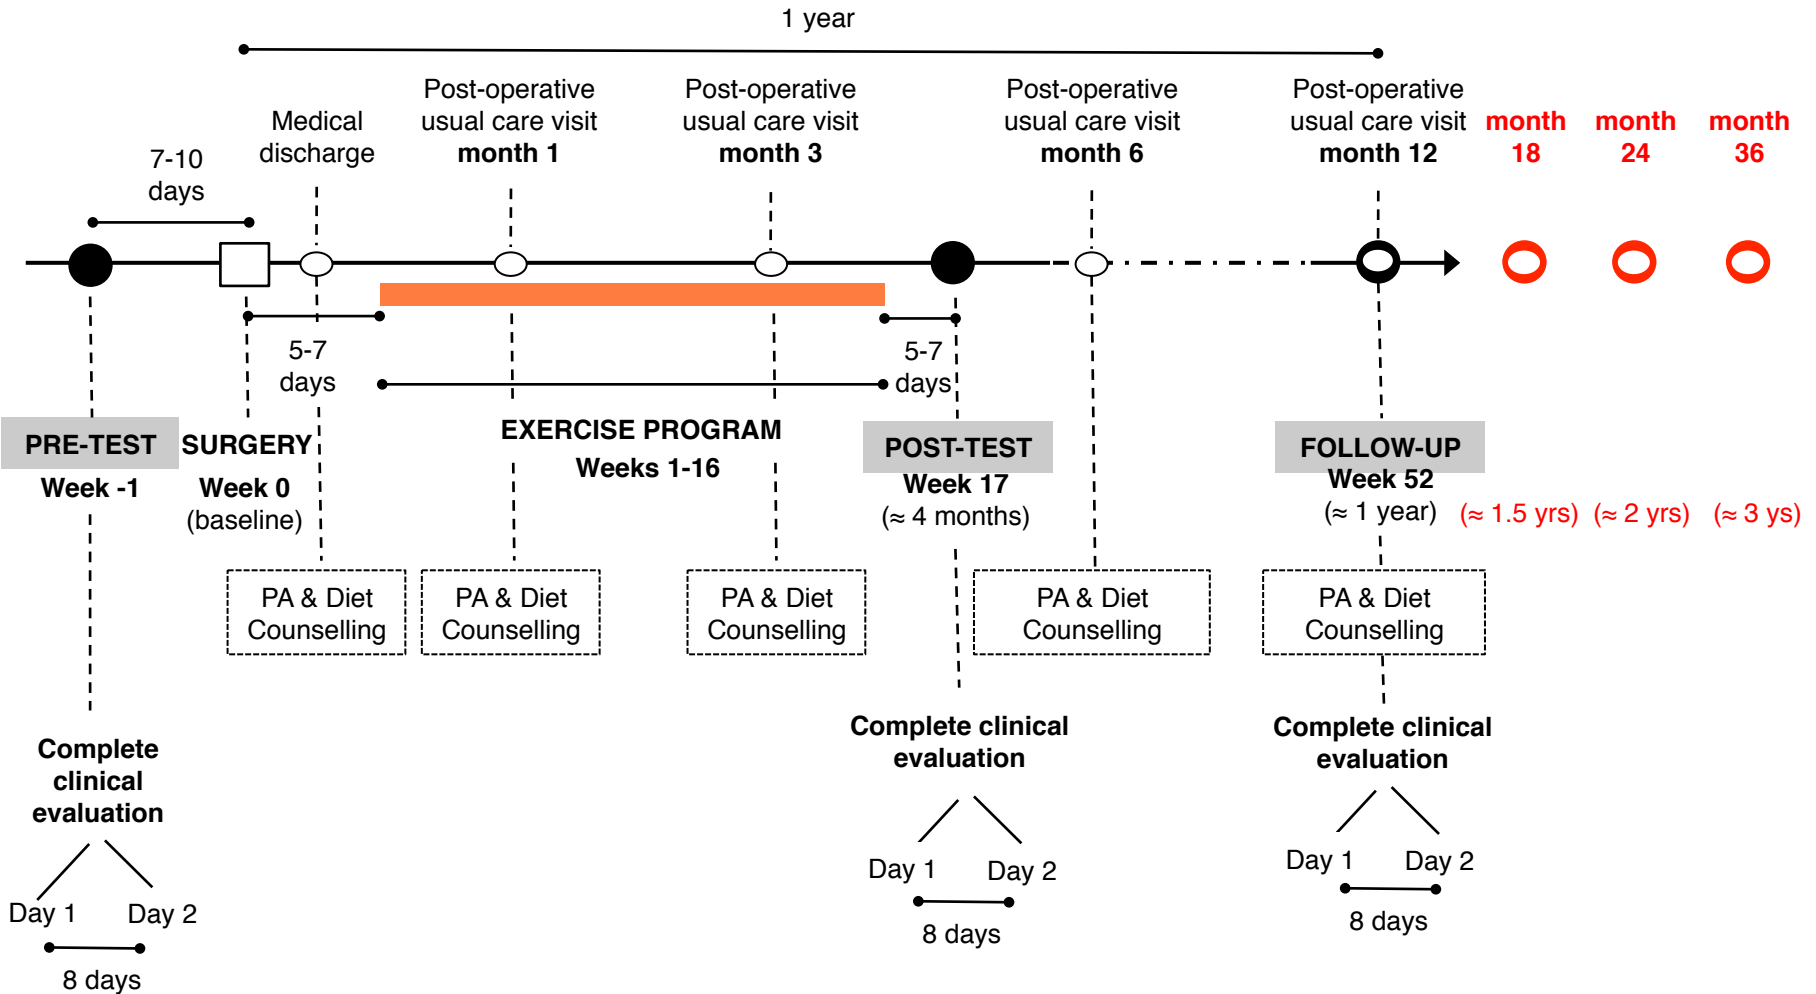 1 year
7-10
days
Medical
discharge
Post-operative
usual care visit
month 1
Post-operative
usual care visit
month 3
Post-operative
usual care visit
month 6
Post-operative
usual care visit
month 12
month
18
month
24
month
36
5-7
days
5-7
days
PRE-TEST
Week -1
SURGERY
Week 0
(baseline)
EXERCISE PROGRAM
Weeks 1-16
POST-TEST
Week 17
(≈ 4 months)
FOLLOW-UP
Week 52
(≈ 1 year)
(≈ 1.5 yrs)
(≈ 2 yrs)
(≈ 3 ys)
PA & Diet
Counselling
PA & Diet
Counselling
PA & Diet
Counselling
PA & Diet
Counselling
PA & Diet
Counselling
Complete
clinical
evaluation
Day 1
Day 2
8 days
Complete clinical
evaluation
Day 1
Day 2
8 days
Complete clinical
evaluation
Day 1
Day 2
8 days